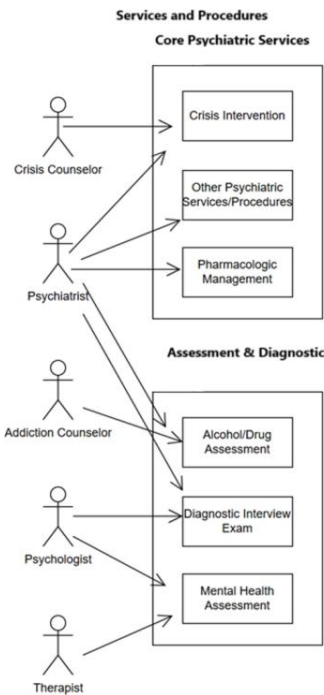 Services and Procedures
Core Psychiatric Services
Crisis Intervention
Crisis Counselor
Other Psychiatric
Services/Procedures
Pharmacologic
Management
Psychiatrist
Assessment & Diagnostic
Addiction Counselor
Alcohol/Drug
Assessment
Diagnostic Interview
Exam
Psychologist
Mental Health
Assessment
Therapist